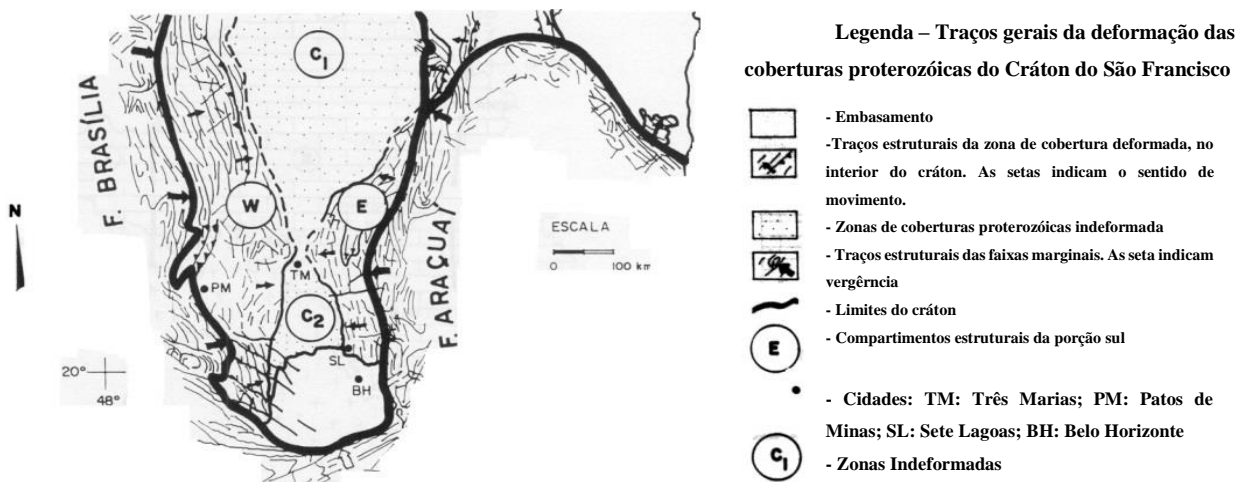 F. BRASÍLIA
N
20°
48°
C1
W
E
PM
TM
C2
SL
BH
F. ARAÇUAÍ
ESCALA
0 100 km
Legenda – Traços gerais da deformação das
coberturas proterozóicas do Cráton do São Francisco
- Embasamento
-Traços estruturais da zona de cobertura deformada, no
interior do cráton. As setas indicam o sentido de
movimento.
- Zonas de coberturas proterozóicas indeformada
- Traços estruturais das faixas marginais. As seta indicam
vergêrncia
- Limites do cráton
E
- Compartimentos estruturais da porção sul
- Cidades: TM: Três Marias; PM: Patos de
Minas; SL: Sete Lagoas; BH: Belo Horizonte
C1
- Zonas Indeformadas